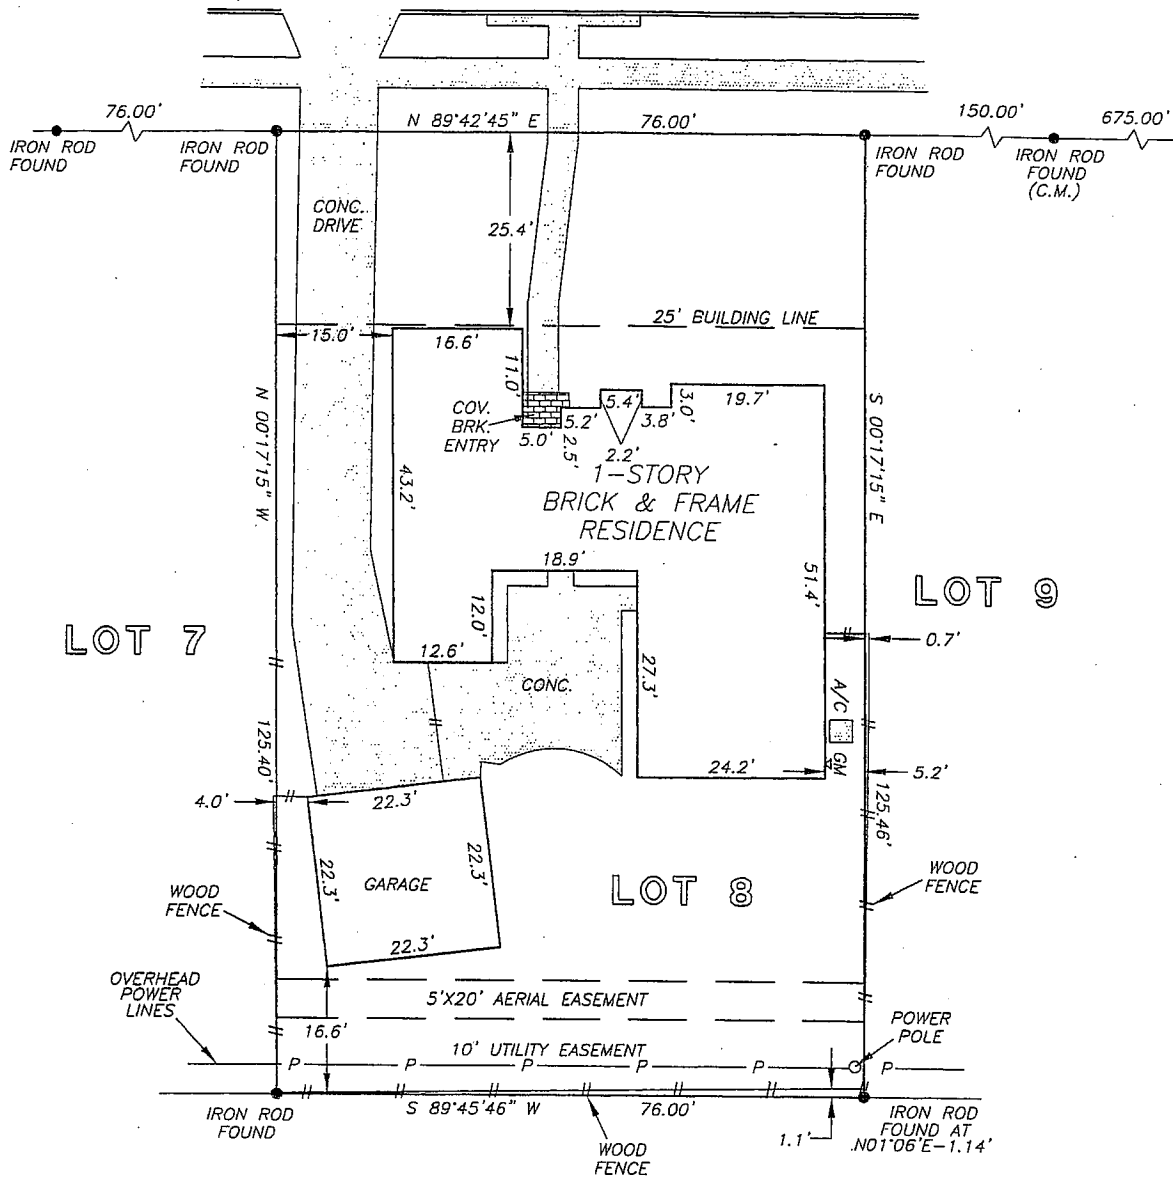 76.00'
N 89°42'45" E
76.00'
150.00'
675.00'
IRON ROD
FOUND
IRON ROD
FOUND
IRON ROD
FOUND
IRON ROD
FOUND
(C.M.)
CONC.
DRIVE
25.4'
25' BUILDING LINE
15.0'
16.6'
11.0'
COV.
BRK.
ENTRY
5.0'
5.2'
2.5'
5.4'
2.2'
3.8'
3.0'
19.7'
N 00°17'15" W
S 00°17'15" E
43.2'
1-STORY
BRICK & FRAME
RESIDENCE
18.9'
12.0'
12.6'
51.4'
LOT 7
LOT 9
0.7'
CONC.
27.3'
A/C
GM
125.40'
24.2'
5.2'
125.46'
4.0'
22.3'
22.3'
22.3'
GARAGE
22.3'
LOT 8
WOOD
FENCE
WOOD
FENCE
OVERHEAD
POWER
LINES
5'X20' AERIAL EASEMENT
16.6'
10' UTILITY EASEMENT
POWER
POLE
P P P P P P
S 89°45'46" W
76.00'
IRON ROD
FOUND
WOOD
FENCE
1.1'
IRON ROD
FOUND AT
N01°06'E-1.14'